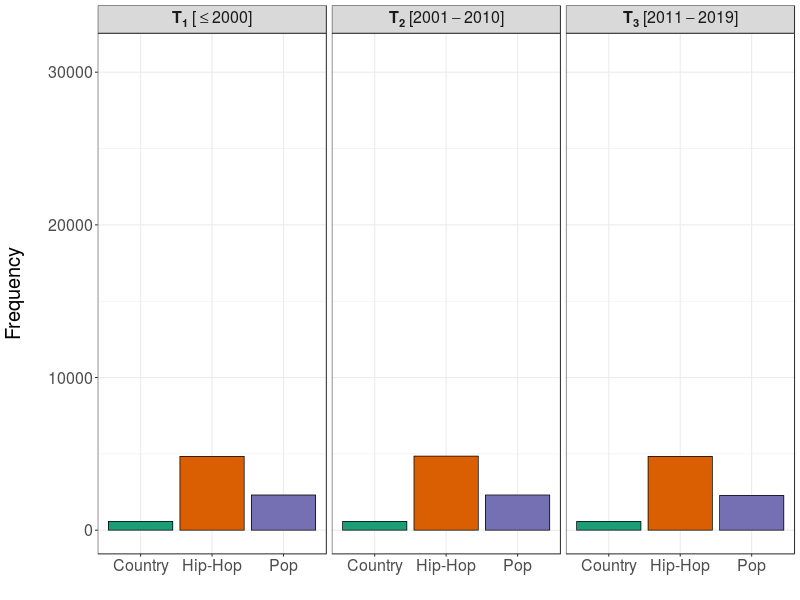 T1 [ ≤ 2000]
T2 [2001 – 2010]
T3 [2011 – 2019]
Frequency
30000
20000
10000
0
Country Hip-Hop Pop
Country Hip-Hop Pop
Country Hip-Hop Pop